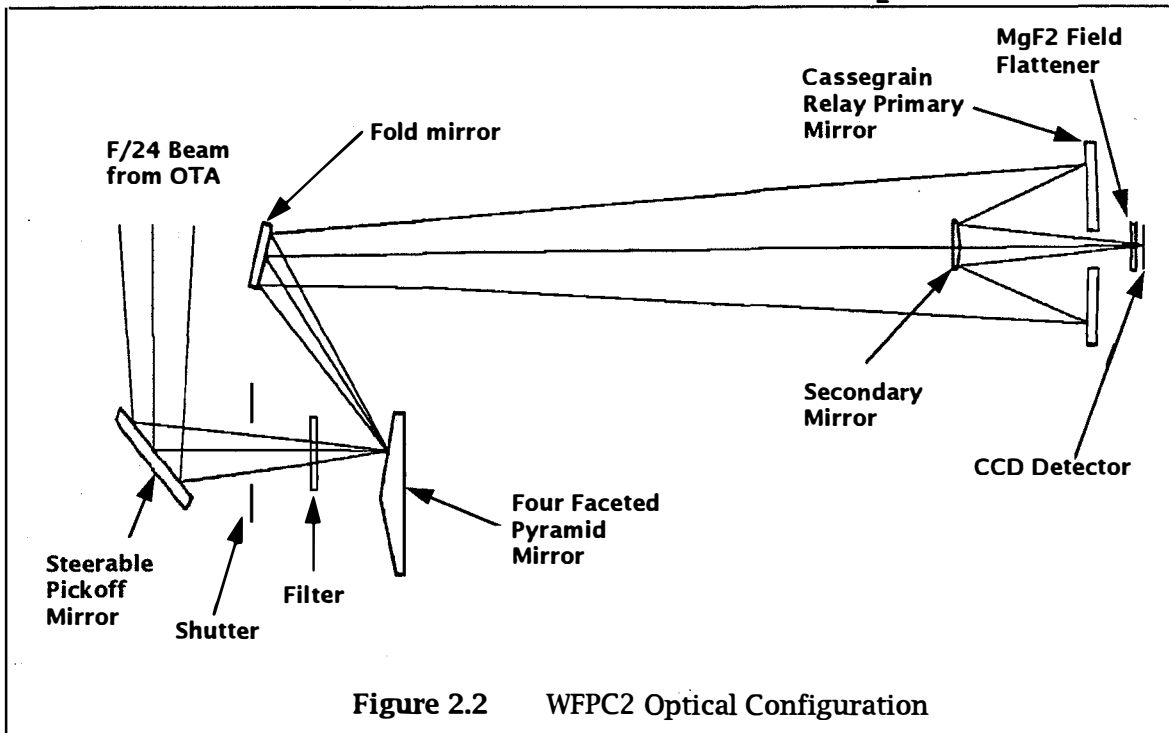 MgF2 Field
Flattener
Cassegrain
Relay Primary
Mirror
Fold mirror
F/24 Beam
from OTA
Secondary
Mirror
CCD Detector
Four Faceted
Pyramid
Mirror
Steerable
Pickoff
Mirror
Filter
Shutter
Figure 2.2 WFPC2 Optical Configuration